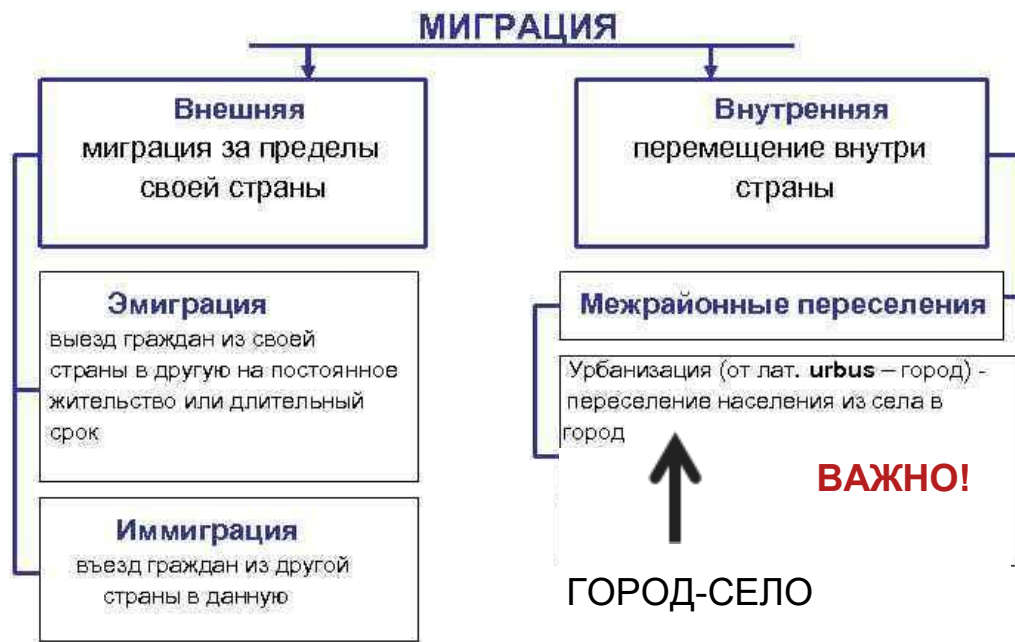 МИГРАЦИЯ
Внешняя
миграция за пределы
своей страны
Эмиграция
выезд граждан из своей
страны в другую на постоянное
жительство или длительный
срок
Иммиграция
въезд граждан из другой
страны в данную
Внутренняя
перемещение внутри
страны
Межрайонные переселения
Урбанизация (от лат. urbus – город) -
переселение населения из села в
город
ВАЖНО!
ГОРОД-СЕЛО